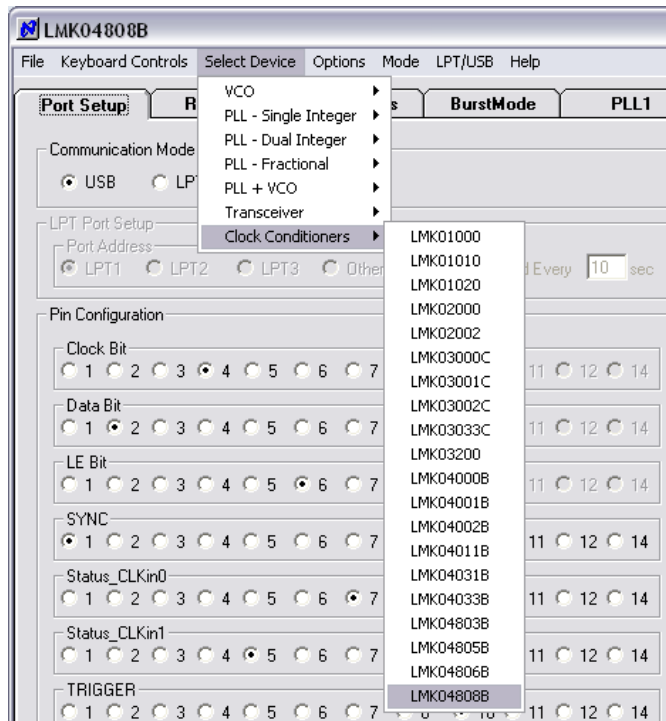 LMK04808B
File Keyboard Controls Select Device Options Mode LPT/USB Help
Port Setup BurstMode PLL1
VCO
PLL - Single Integer
PLL - Dual Integer
PLL - Fractional
PLL + VCO
Transceiver
Clock Conditioners
LMK01000
LMK01010
LMK01020
LMK02000
LMK02002
LMK03000C
LMK03001C
LMK03002C
LMK03033C
LMK03200
LMK04000B
LMK04001B
LMK04002B
LMK04011B
LMK04031B
LMK04033B
LMK04803B
LMK04805B
LMK04806B
LMK04808B
Communication Mode
USB
LPT Port Setup
Port Address
LPT1 LPT2 LPT3 Every 10 sec
Pin Configuration
Clock Bit
1 2 3 4 5 6 7 11 12 14
Data Bit
1 2 3 4 5 6 7 11 12 14
LE Bit
1 2 3 4 5 6 7 11 12 14
SYNC
1 2 3 4 5 6 7 11 12 14
Status_CLKin0
1 2 3 4 5 6 7 11 12 14
Status_CLKin1
1 2 3 4 5 6 7 11 12 14
TRIGGER
1 2 3 4 5 6 7 11 12 14